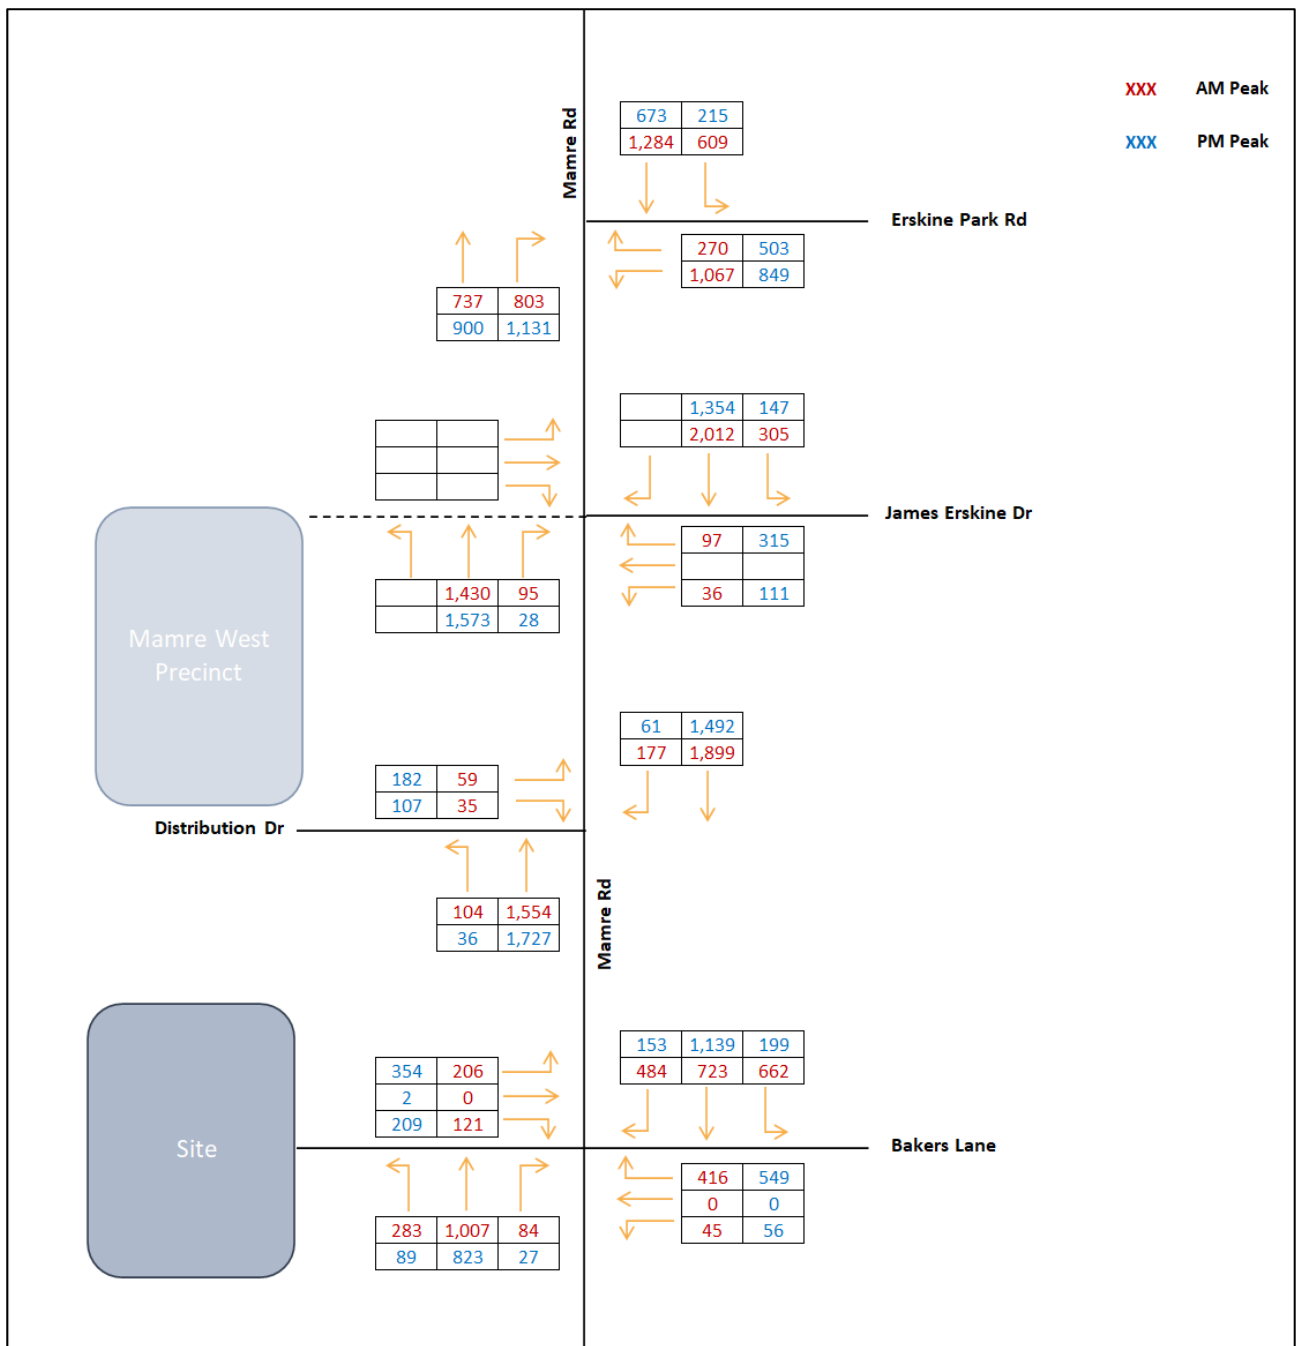 XXX AM Peak
XXX PM Peak
Mamre Rd
673 215
1,284 609
Erskine Park Rd
270 503
1,067 849
737 803
900 1,131
1,354 147
2,012 305
James Erskine Dr
97 315
36 111
1,430 95
1,573 28
Mamre West
Precinct
61 1,492
177 1,899
182 59
107 35
Distribution Dr
104 1,554
36 1,727
Mamre Rd
153 1,139 199
484 723 662
354 206
2 0
209 121
Site
Bakers Lane
416 549
0 0
45 56
283 1,007 84
89 823 27